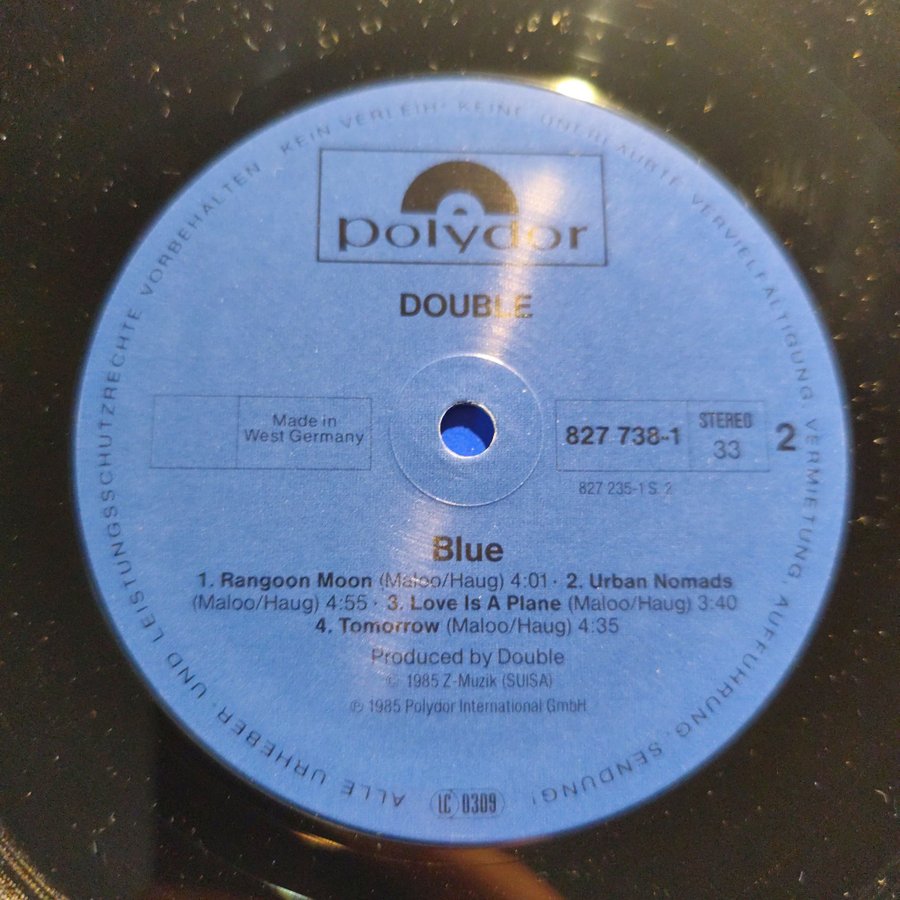 ALLE URHEBER- UND LEISTUNGSSCHUTZRECHTE VORBEHALTEN · KEIN VERLEIH! KEINE UNERLAUBTE VERVIELFÄLTIGUNG, VERMIETUNG, AUFFÜHRUNG, SENDUNG!
polydor
DOUBLE
Made in
West Germany
827 738-1
STEREO
33
2
827 235-1 S. 2
Blue
1. Rangoon Moon (Maloo/Haug) 4:01 · 2. Urban Nomads
(Maloo/Haug) 4:55 · 3. Love Is A Plane (Maloo/Haug) 3:40
4. Tomorrow (Maloo/Haug) 4:35
Produced by Double
© 1985 Z-Muzik (SUISA)
℗ 1985 Polydor International GmbH
LC 0309